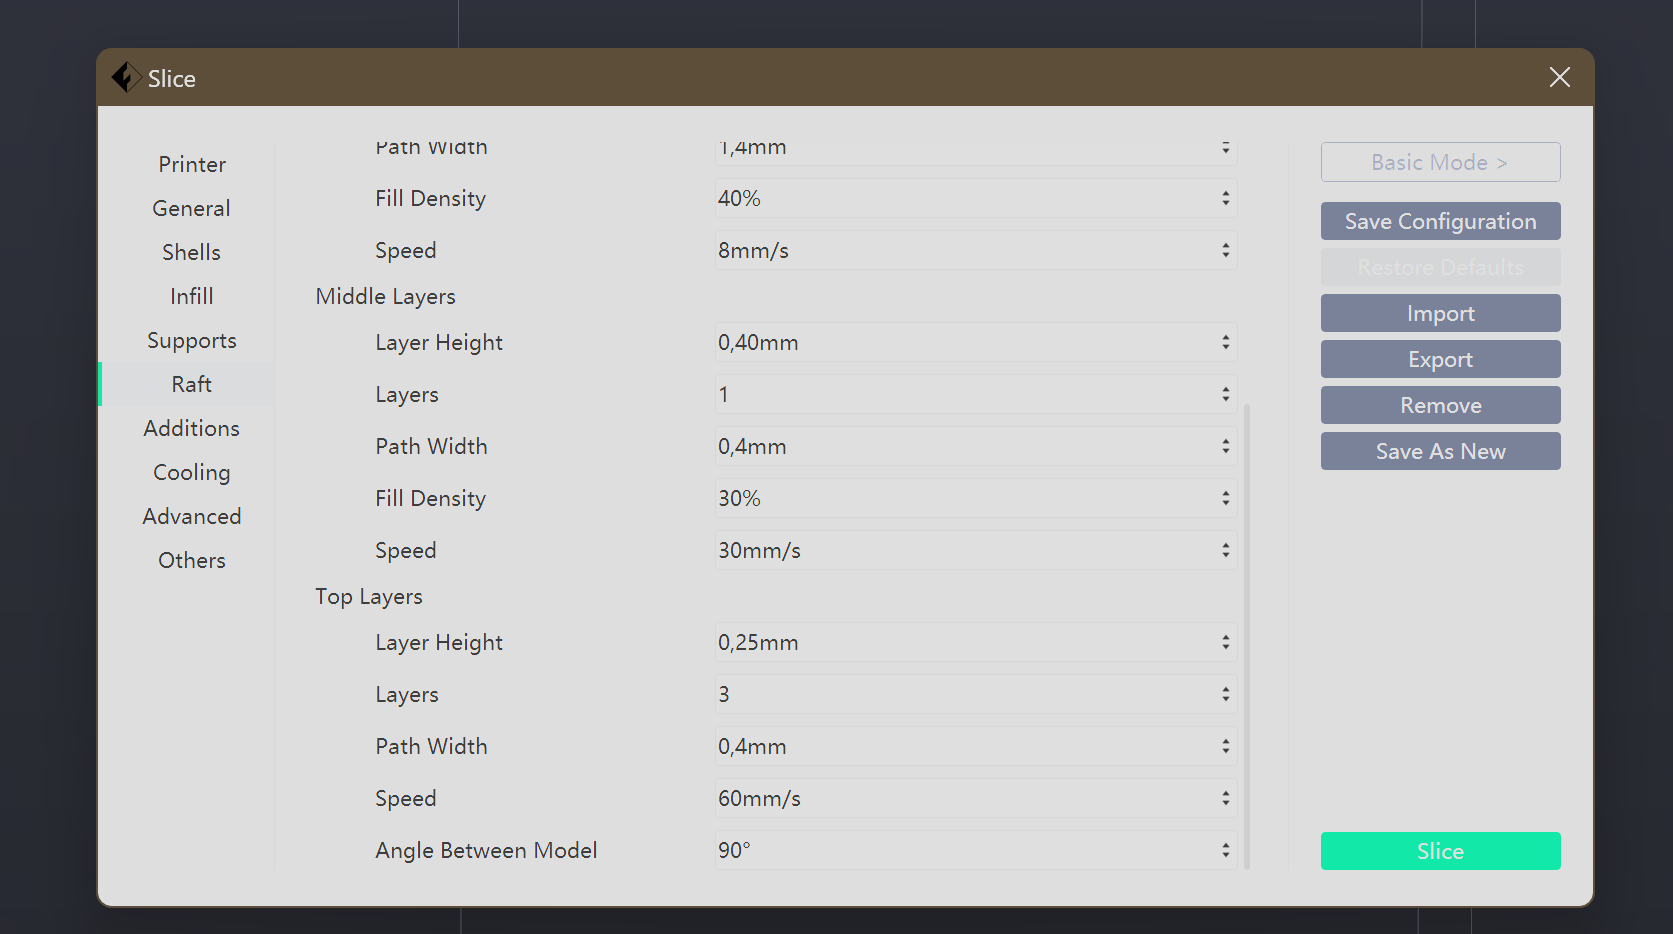 Slice
Printer
General
Shells
Infill
Supports
Raft
Additions
Cooling
Advanced
Others
Path Width 1,4mm
Fill Density 40%
Speed 8mm/s
Middle Layers
Layer Height 0,40mm
Layers 1
Path Width 0,4mm
Fill Density 30%
Speed 30mm/s
Top Layers
Layer Height 0,25mm
Layers 3
Path Width 0,4mm
Speed 60mm/s
Angle Between Model 90°
Basic Mode >
Save Configuration
Restore Defaults
Import
Export
Remove
Save As New
Slice